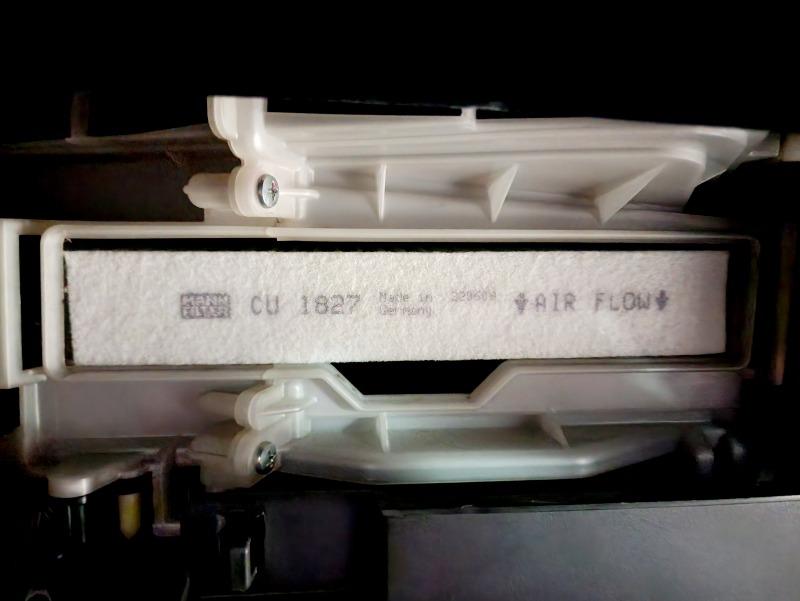 MANN
FILTER
CU 1827
Made in
Germany
AIR FLOW